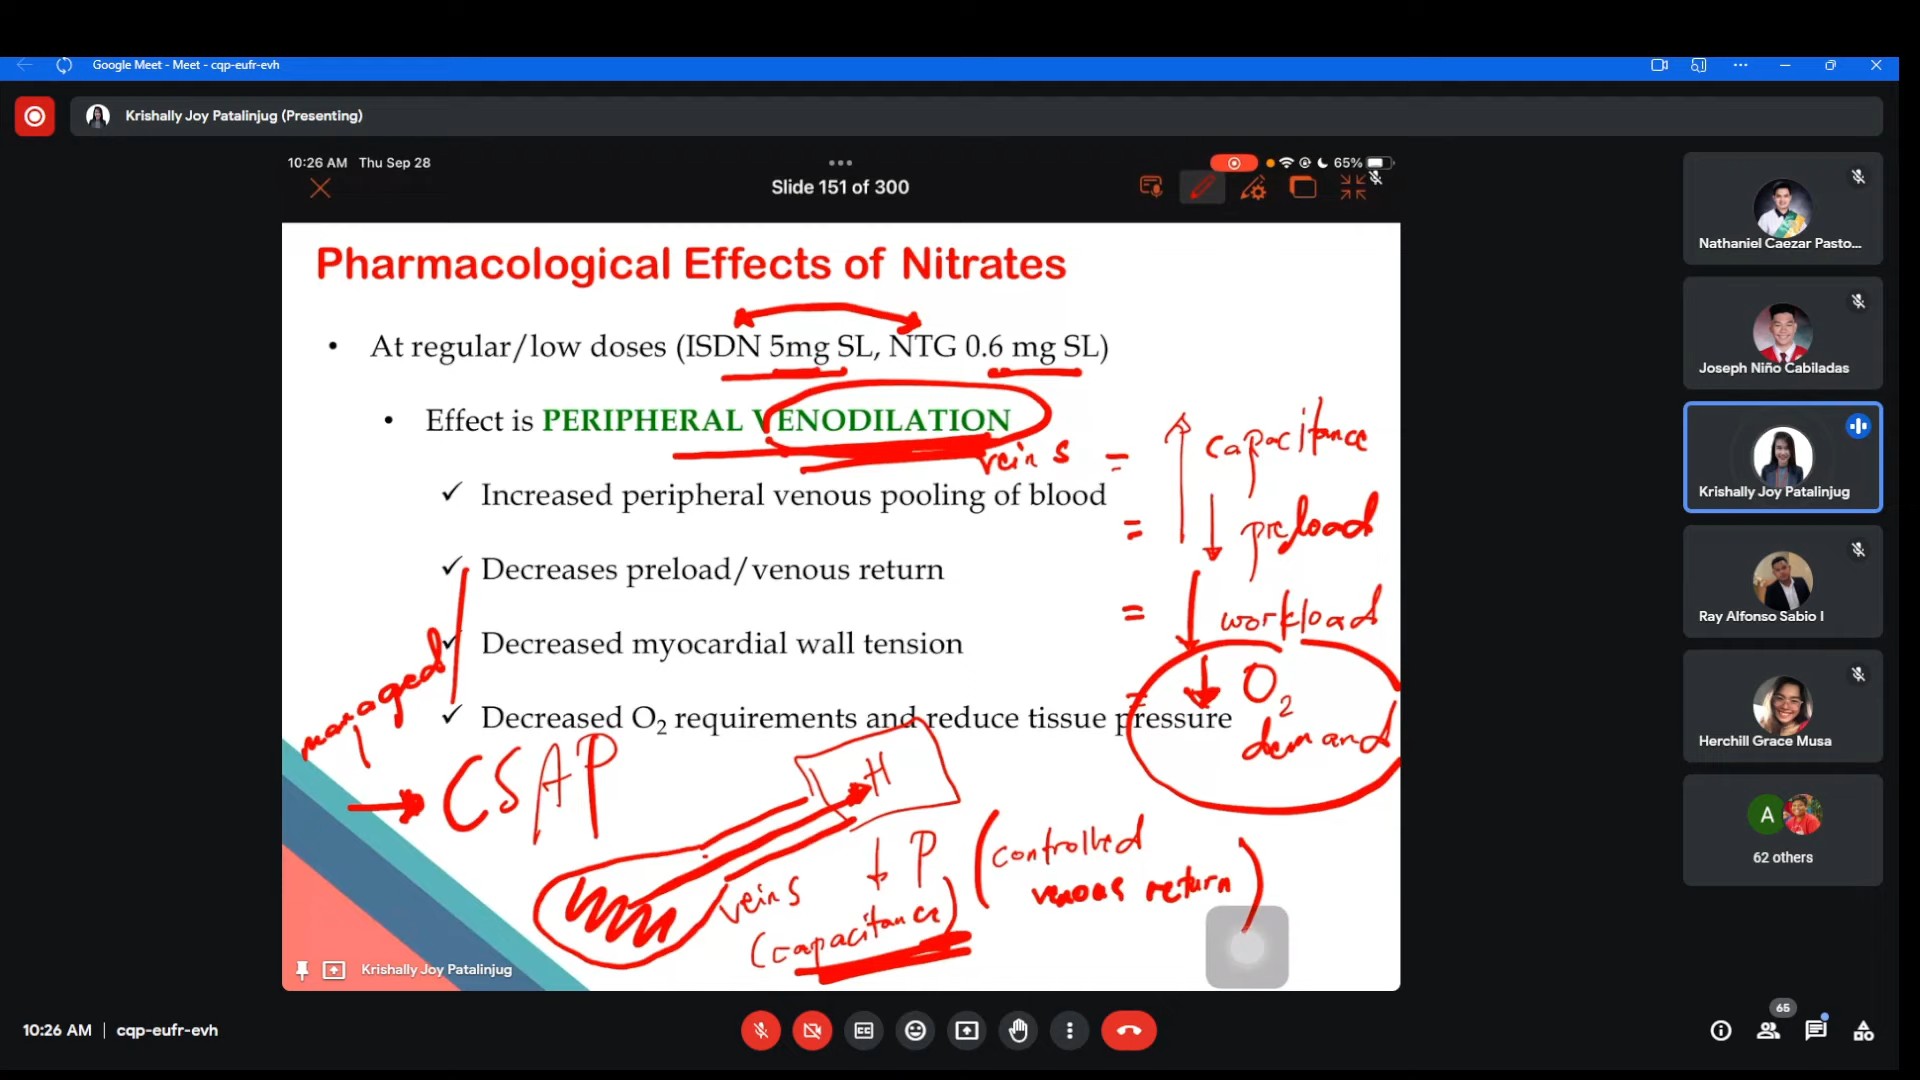 Google Meet - Meet - cqp-eufr-evh
Krishally Joy Patalinjug (Presenting)
10:26 AM Thu Sep 28
65%
Slide 151 of 300
Pharmacological Effects of Nitrates
• At regular/low doses (ISDN 5mg SL, NTG 0.6 mg SL)
• Effect is PERIPHERAL VENODILATION
veins = ↑ capacitance
✓ Increased peripheral venous pooling of blood
= ↓ preload
✓ Decreases preload/venous return
= ↓ workload
✓ Decreased myocardial wall tension
✓ Decreased O₂ requirements and reduce tissue pressure
= ↓ O₂
demand
managed
→ CSAP
H
veins
↓ P
(capacitance)
(controlled
venous return)
Krishally Joy Patalinjug
Nathaniel Caezar Pasto...
Joseph Niño Cabiladas
Krishally Joy Patalinjug
Ray Alfonso Sabio I
Herchill Grace Musa
A
62 others
10:26 AM | cqp-eufr-evh
CC
65